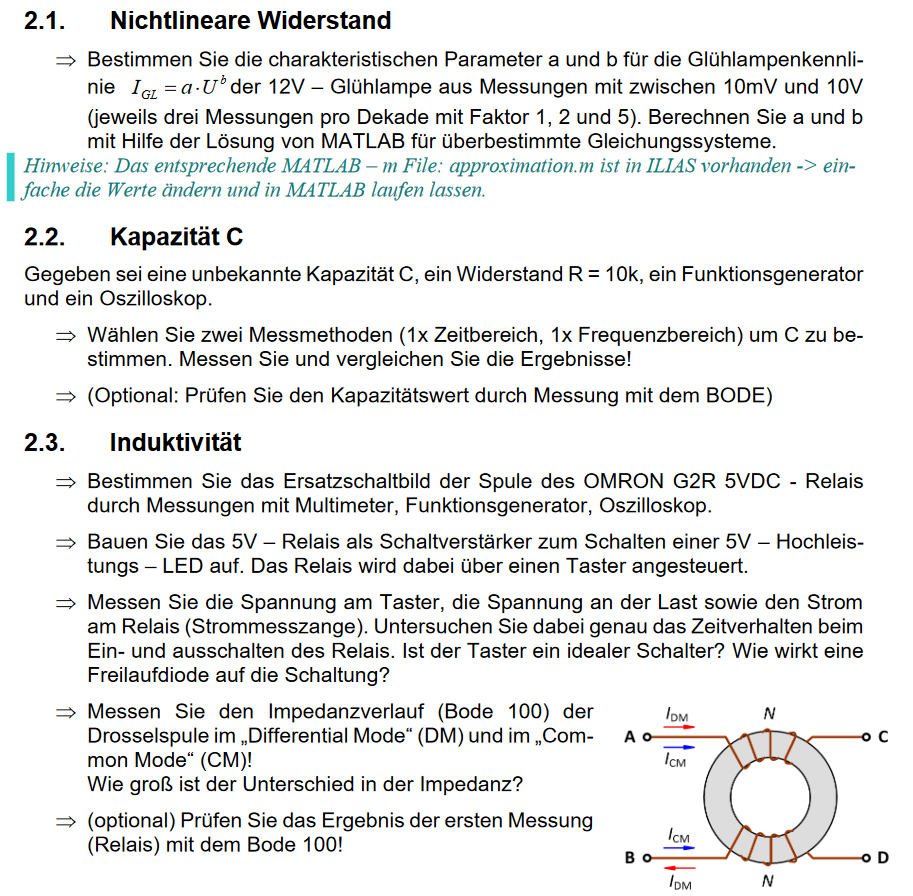 2.1. Nichtlineare Widerstand
⇒ Bestimmen Sie die charakteristischen Parameter a und b für die Glühlampenkennli-
nie I_GL = a · U^b der 12V – Glühlampe aus Messungen mit zwischen 10mV und 10V
(jeweils drei Messungen pro Dekade mit Faktor 1, 2 und 5). Berechnen Sie a und b
mit Hilfe der Lösung von MATLAB für überbestimmte Gleichungssysteme.
Hinweise: Das entsprechende MATLAB – m File: approximation.m ist in ILIAS vorhanden -> ein-
fache die Werte ändern und in MATLAB laufen lassen.
2.2. Kapazität C
Gegeben sei eine unbekannte Kapazität C, ein Widerstand R = 10k, ein Funktionsgenerator
und ein Oszilloskop.
⇒ Wählen Sie zwei Messmethoden (1x Zeitbereich, 1x Frequenzbereich) um C zu be-
stimmen. Messen Sie und vergleichen Sie die Ergebnisse!
⇒ (Optional: Prüfen Sie den Kapazitätswert durch Messung mit dem BODE)
2.3. Induktivität
⇒ Bestimmen Sie das Ersatzschaltbild der Spule des OMRON G2R 5VDC - Relais
durch Messungen mit Multimeter, Funktionsgenerator, Oszilloskop.
⇒ Bauen Sie das 5V – Relais als Schaltverstärker zum Schalten einer 5V – Hochleis-
tungs – LED auf. Das Relais wird dabei über einen Taster angesteuert.
⇒ Messen Sie die Spannung am Taster, die Spannung an der Last sowie den Strom
am Relais (Strommesszange). Untersuchen Sie dabei genau das Zeitverhalten beim
Ein- und ausschalten des Relais. Ist der Taster ein idealer Schalter? Wie wirkt eine
Freilaufdiode auf die Schaltung?
⇒ Messen Sie den Impedanzverlauf (Bode 100) der
Drosselspule im „Differential Mode“ (DM) und im „Com-
mon Mode“ (CM)!
Wie groß ist der Unterschied in der Impedanz?
⇒ (optional) Prüfen Sie das Ergebnis der ersten Messung
(Relais) mit dem Bode 100!
I_DM N
A C
I_CM
I_CM
B D
I_DM N